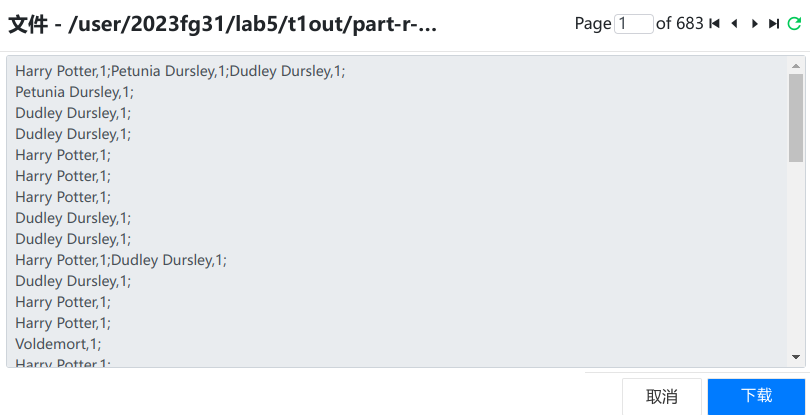 文件 - /user/2023fg31/lab5/t1out/part-r-...
Page 1 of 683
Harry Potter,1;Petunia Dursley,1;Dudley Dursley,1;
Petunia Dursley,1;
Dudley Dursley,1;
Dudley Dursley,1;
Harry Potter,1;
Harry Potter,1;
Harry Potter,1;
Dudley Dursley,1;
Dudley Dursley,1;
Harry Potter,1;Dudley Dursley,1;
Dudley Dursley,1;
Harry Potter,1;
Harry Potter,1;
Voldemort,1;
Harry Potter,1;
取消
下载